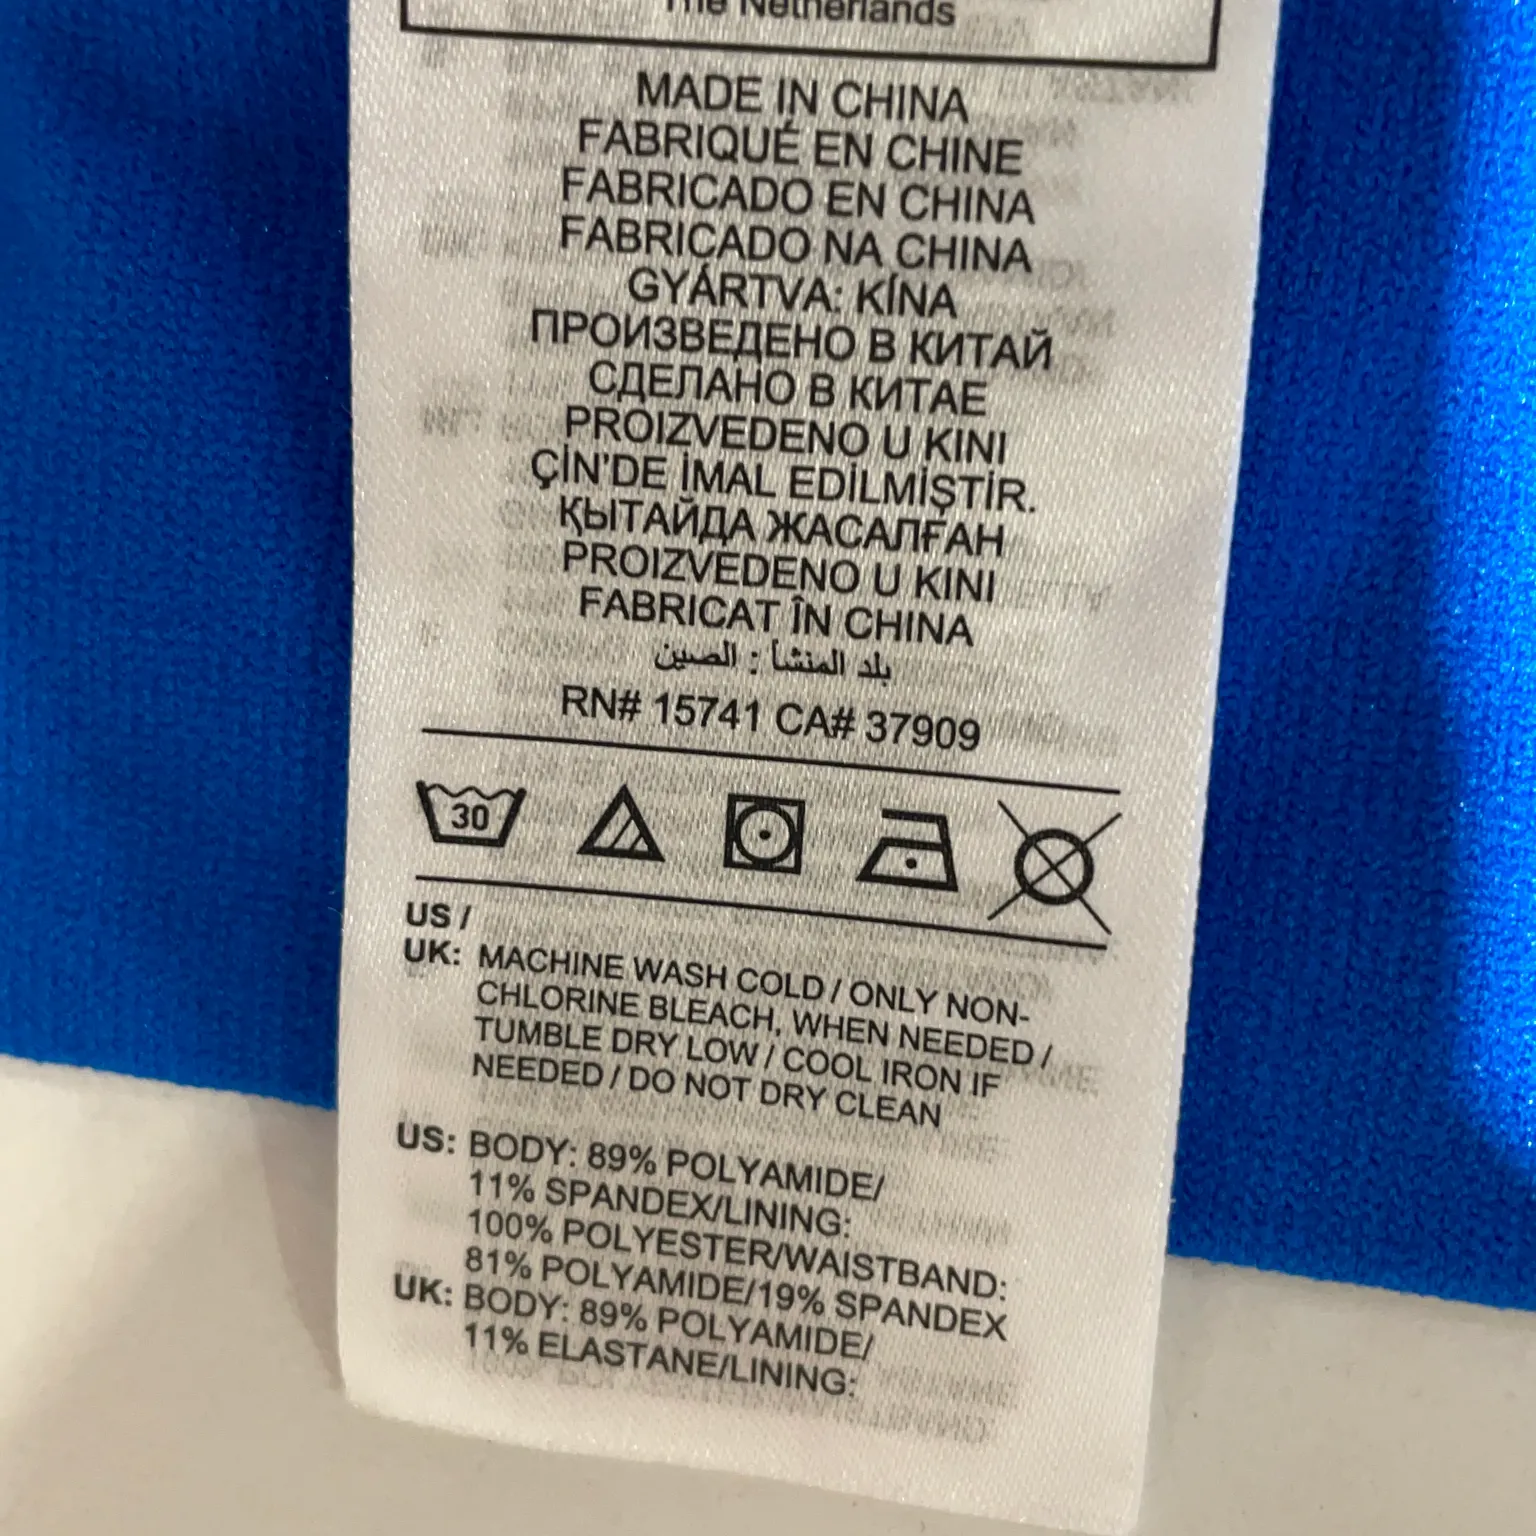 The Netherlands
MADE IN CHINA
FABRIQUÉ EN CHINE
FABRICADO EN CHINA
FABRICADO NA CHINA
GYÁRTVA: KÍNA
ПРОИЗВЕДЕНО В КИТАЙ
СДЕЛАНО В КИТАЕ
PROIZVEDENO U KINI
ÇİN'DE İMAL EDİLMİŞTİR.
ҚЫТАЙДА ЖАСАЛҒАН
PROIZVEDENO U KINI
FABRICAT ÎN CHINA
بلد المنشأ : الصين
RN# 15741 CA# 37909
30
US /
UK: MACHINE WASH COLD / ONLY NON-
CHLORINE BLEACH, WHEN NEEDED /
TUMBLE DRY LOW / COOL IRON IF
NEEDED / DO NOT DRY CLEAN
US: BODY: 89% POLYAMIDE/
11% SPANDEX/LINING:
100% POLYESTER/WAISTBAND:
81% POLYAMIDE/19% SPANDEX
UK: BODY: 89% POLYAMIDE/
11% ELASTANE/LINING: